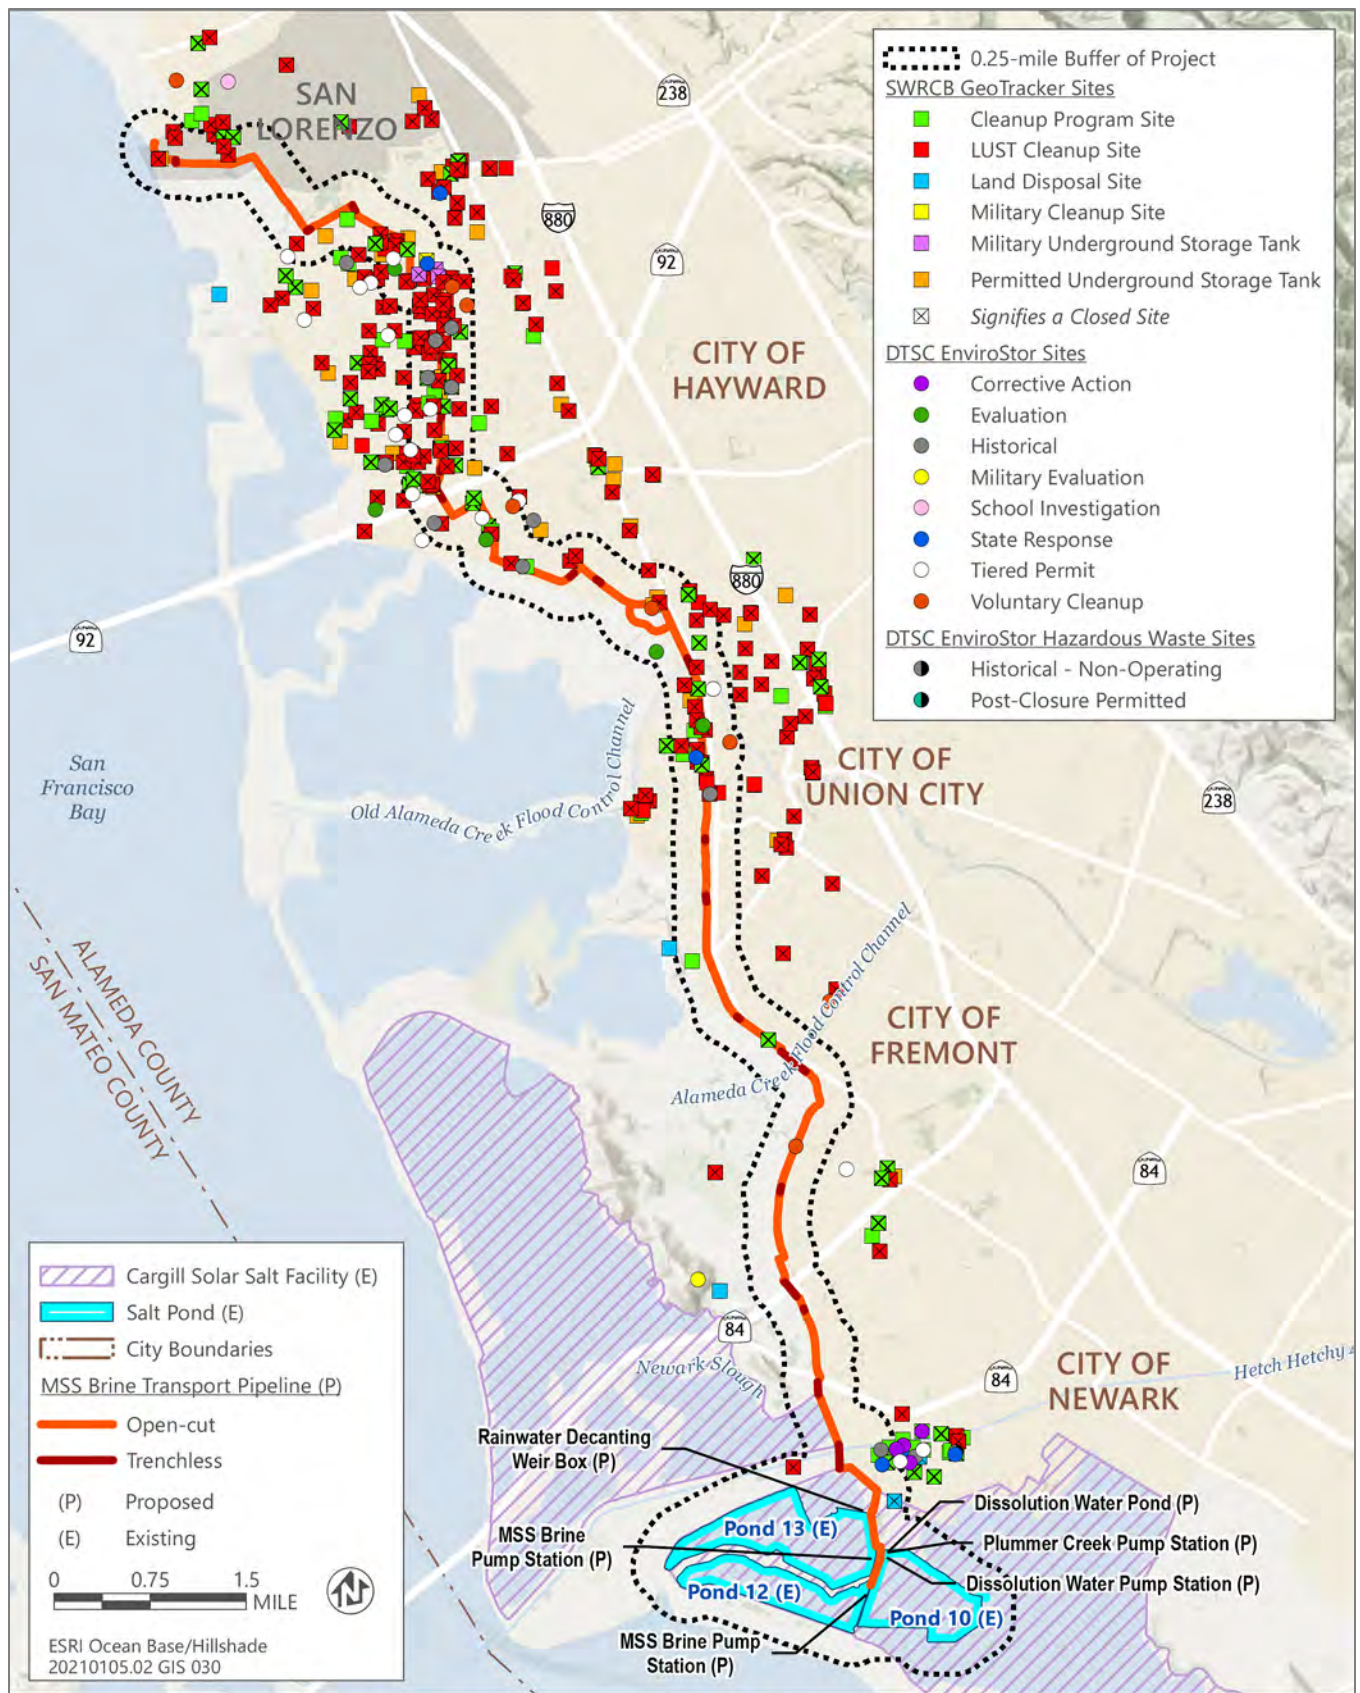 0.25-mile Buffer of Project
SWRCB GeoTracker Sites
Cleanup Program Site
LUST Cleanup Site
Land Disposal Site
Military Cleanup Site
Military Underground Storage Tank
Permitted Underground Storage Tank
Signifies a Closed Site
DTSC EnviroStor Sites
Corrective Action
Evaluation
Historical
Military Evaluation
School Investigation
State Response
Tiered Permit
Voluntary Cleanup
DTSC EnviroStor Hazardous Waste Sites
Historical - Non-Operating
Post-Closure Permitted
SAN
LORENZO
238
880
92
CITY OF
HAYWARD
880
92
San
Francisco
Bay
Old Alameda Creek Flood Control Channel
CITY OF
UNION CITY
238
ALAMEDA COUNTY
SAN MATEO COUNTY
CITY OF
FREMONT
Alameda Creek Flood Control Channel
84
84
Newark Slough
CITY OF
NEWARK
84
Hetch Hetchy
Rainwater Decanting
Weir Box (P)
MSS Brine
Pump Station (P)
Pond 13 (E)
Pond 12 (E)
Pond 10 (E)
Dissolution Water Pond (P)
Plummer Creek Pump Station (P)
Dissolution Water Pump Station (P)
MSS Brine Pump
Station (P)
Cargill Solar Salt Facility (E)
Salt Pond (E)
City Boundaries
MSS Brine Transport Pipeline (P)
Open-cut
Trenchless
(P) Proposed
(E) Existing
0 0.75 1.5
MILE
N
ESRI Ocean Base/Hillshade
20210105.02 GIS 030